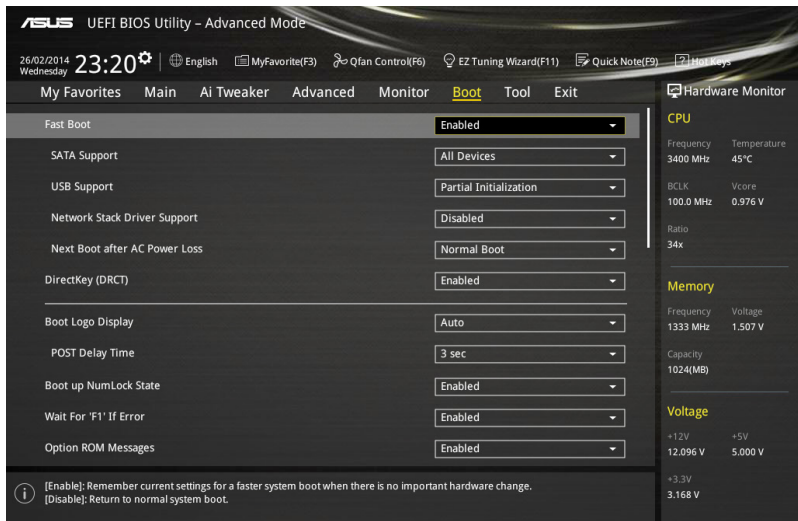 ASUS UEFI BIOS Utility – Advanced Mode
26/02/2014
Wednesday
23:20
English
MyFavorite(F3)
Qfan Control(F6)
EZ Tuning Wizard(F11)
Quick Note(F9)
Hot Keys
My Favorites Main Ai Tweaker Advanced Monitor Boot Tool Exit
Fast Boot Enabled
SATA Support All Devices
USB Support Partial Initialization
Network Stack Driver Support Disabled
Next Boot after AC Power Loss Normal Boot
DirectKey (DRCT) Enabled
Boot Logo Display Auto
POST Delay Time 3 sec
Boot up NumLock State Enabled
Wait For 'F1' If Error Enabled
Option ROM Messages Enabled
[Enable]: Remember current settings for a faster system boot when there is no important hardware change.
[Disable]: Return to normal system boot.
Hardware Monitor
CPU
Frequency Temperature
3400 MHz 45°C
BCLK Vcore
100.0 MHz 0.976 V
Ratio
34x
Memory
Frequency Voltage
1333 MHz 1.507 V
Capacity
1024(MB)
Voltage
+12V +5V
12.096 V 5.000 V
+3.3V
3.168 V